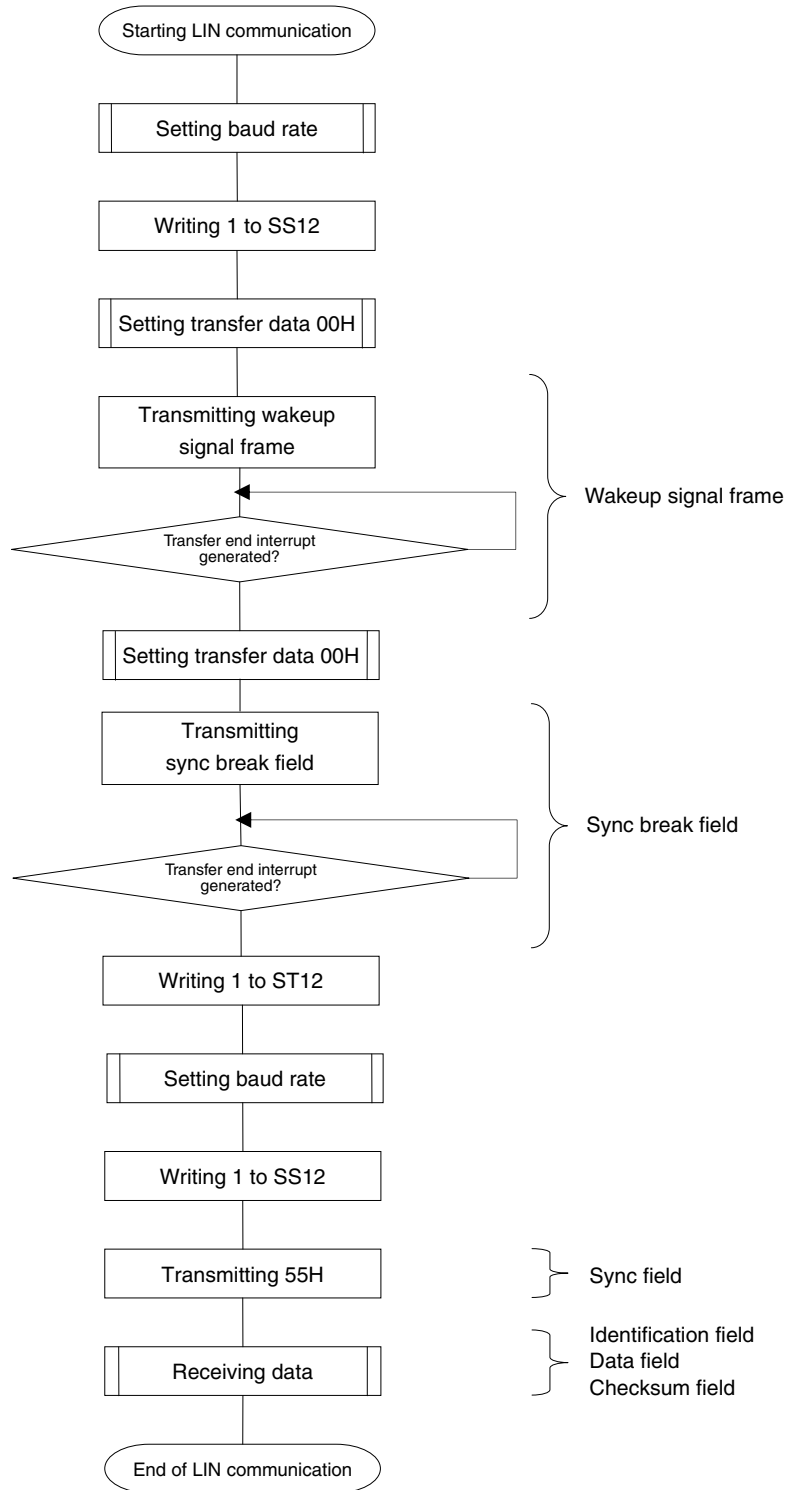 Starting LIN communication
Setting baud rate
Writing 1 to SS12
Setting transfer data 00H
Transmitting wakeup
signal frame
Wakeup signal frame
Transfer end interrupt
generated?
Setting transfer data 00H
Transmitting
sync break field
Sync break field
Transfer end interrupt
generated?
Writing 1 to ST12
Setting baud rate
Writing 1 to SS12
Transmitting 55H
Sync field
Receiving data
Identification field
Data field
Checksum field
End of LIN communication